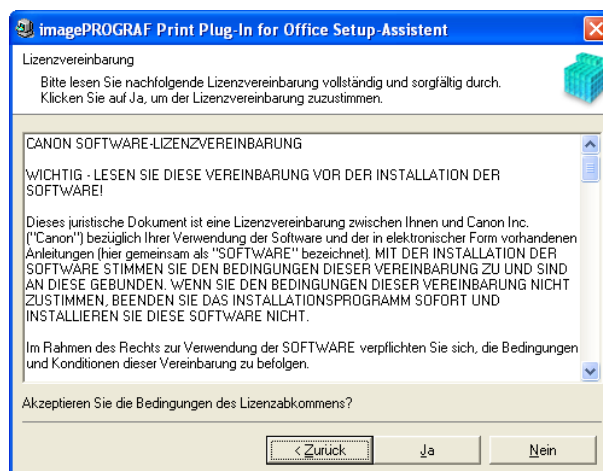 imagePROGRAF Print Plug-In for Office Setup-Assistent
Lizenzvereinbarung
Bitte lesen Sie nachfolgende Lizenzvereinbarung vollständig und sorgfältig durch.
Klicken Sie auf Ja, um der Lizenzvereinbarung zuzustimmen.
CANON SOFTWARE-LIZENZVEREINBARUNG
WICHTIG - LESEN SIE DIESE VEREINBARUNG VOR DER INSTALLATION DER
SOFTWARE!
Dieses juristische Dokument ist eine Lizenzvereinbarung zwischen Ihnen und Canon Inc.
("Canon") bezüglich Ihrer Verwendung der Software und der in elektronischer Form vorhandenen
Anleitungen (hier gemeinsam als "SOFTWARE" bezeichnet). MIT DER INSTALLATION DER
SOFTWARE STIMMEN SIE DEN BEDINGUNGEN DIESER VEREINBARUNG ZU UND SIND
AN DIESE GEBUNDEN. WENN SIE DEN BEDINGUNGEN DIESER VEREINBARUNG NICHT
ZUSTIMMEN, BEENDEN SIE DAS INSTALLATIONSPROGRAMM SOFORT UND
INSTALLIEREN SIE DIESE SOFTWARE NICHT.
Im Rahmen des Rechts zur Verwendung der SOFTWARE verpflichten Sie sich, die Bedingungen
und Konditionen dieser Vereinbarung zu befolgen.
Akzeptieren Sie die Bedingungen des Lizenzabkommens?
< Zurück Ja Nein